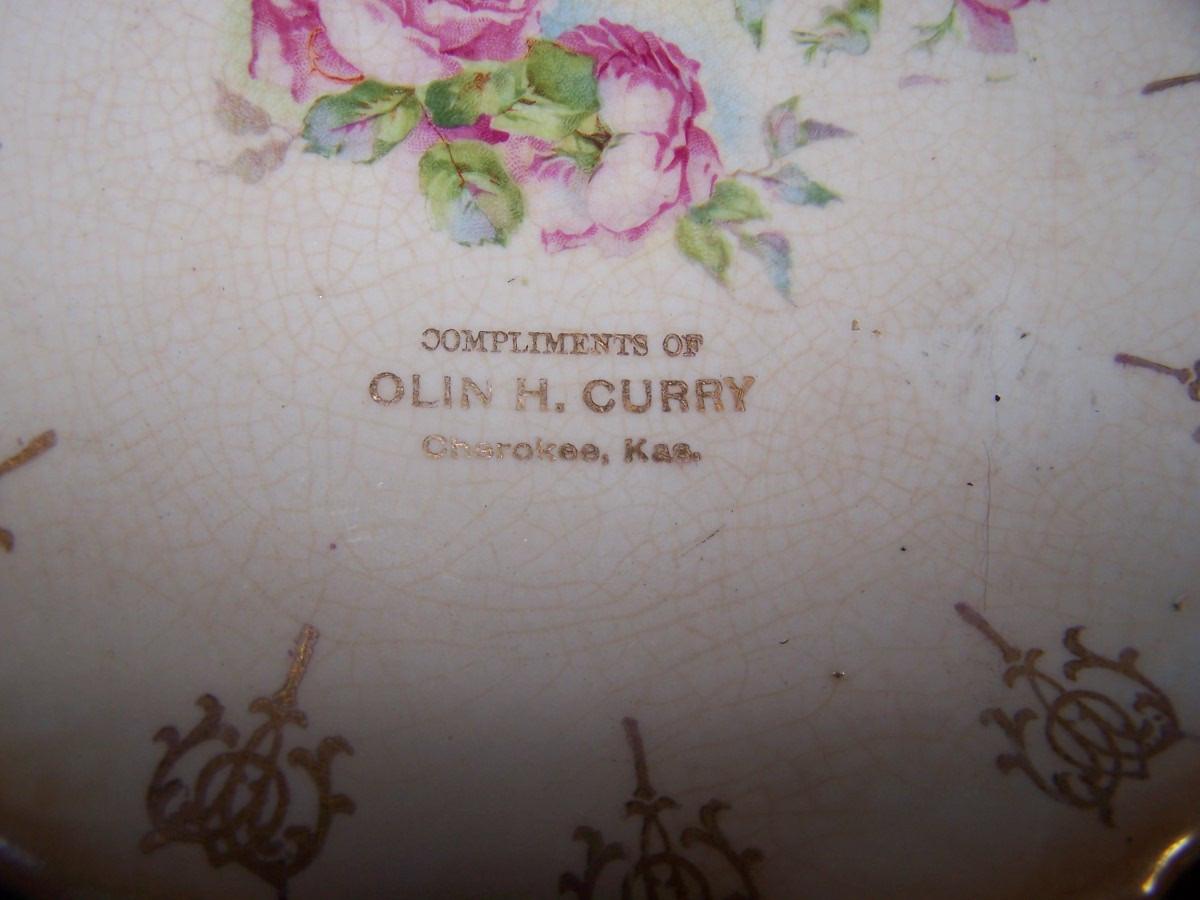 COMPLIMENTS OF
OLIN H. CURRY
Cherokee, Kas.